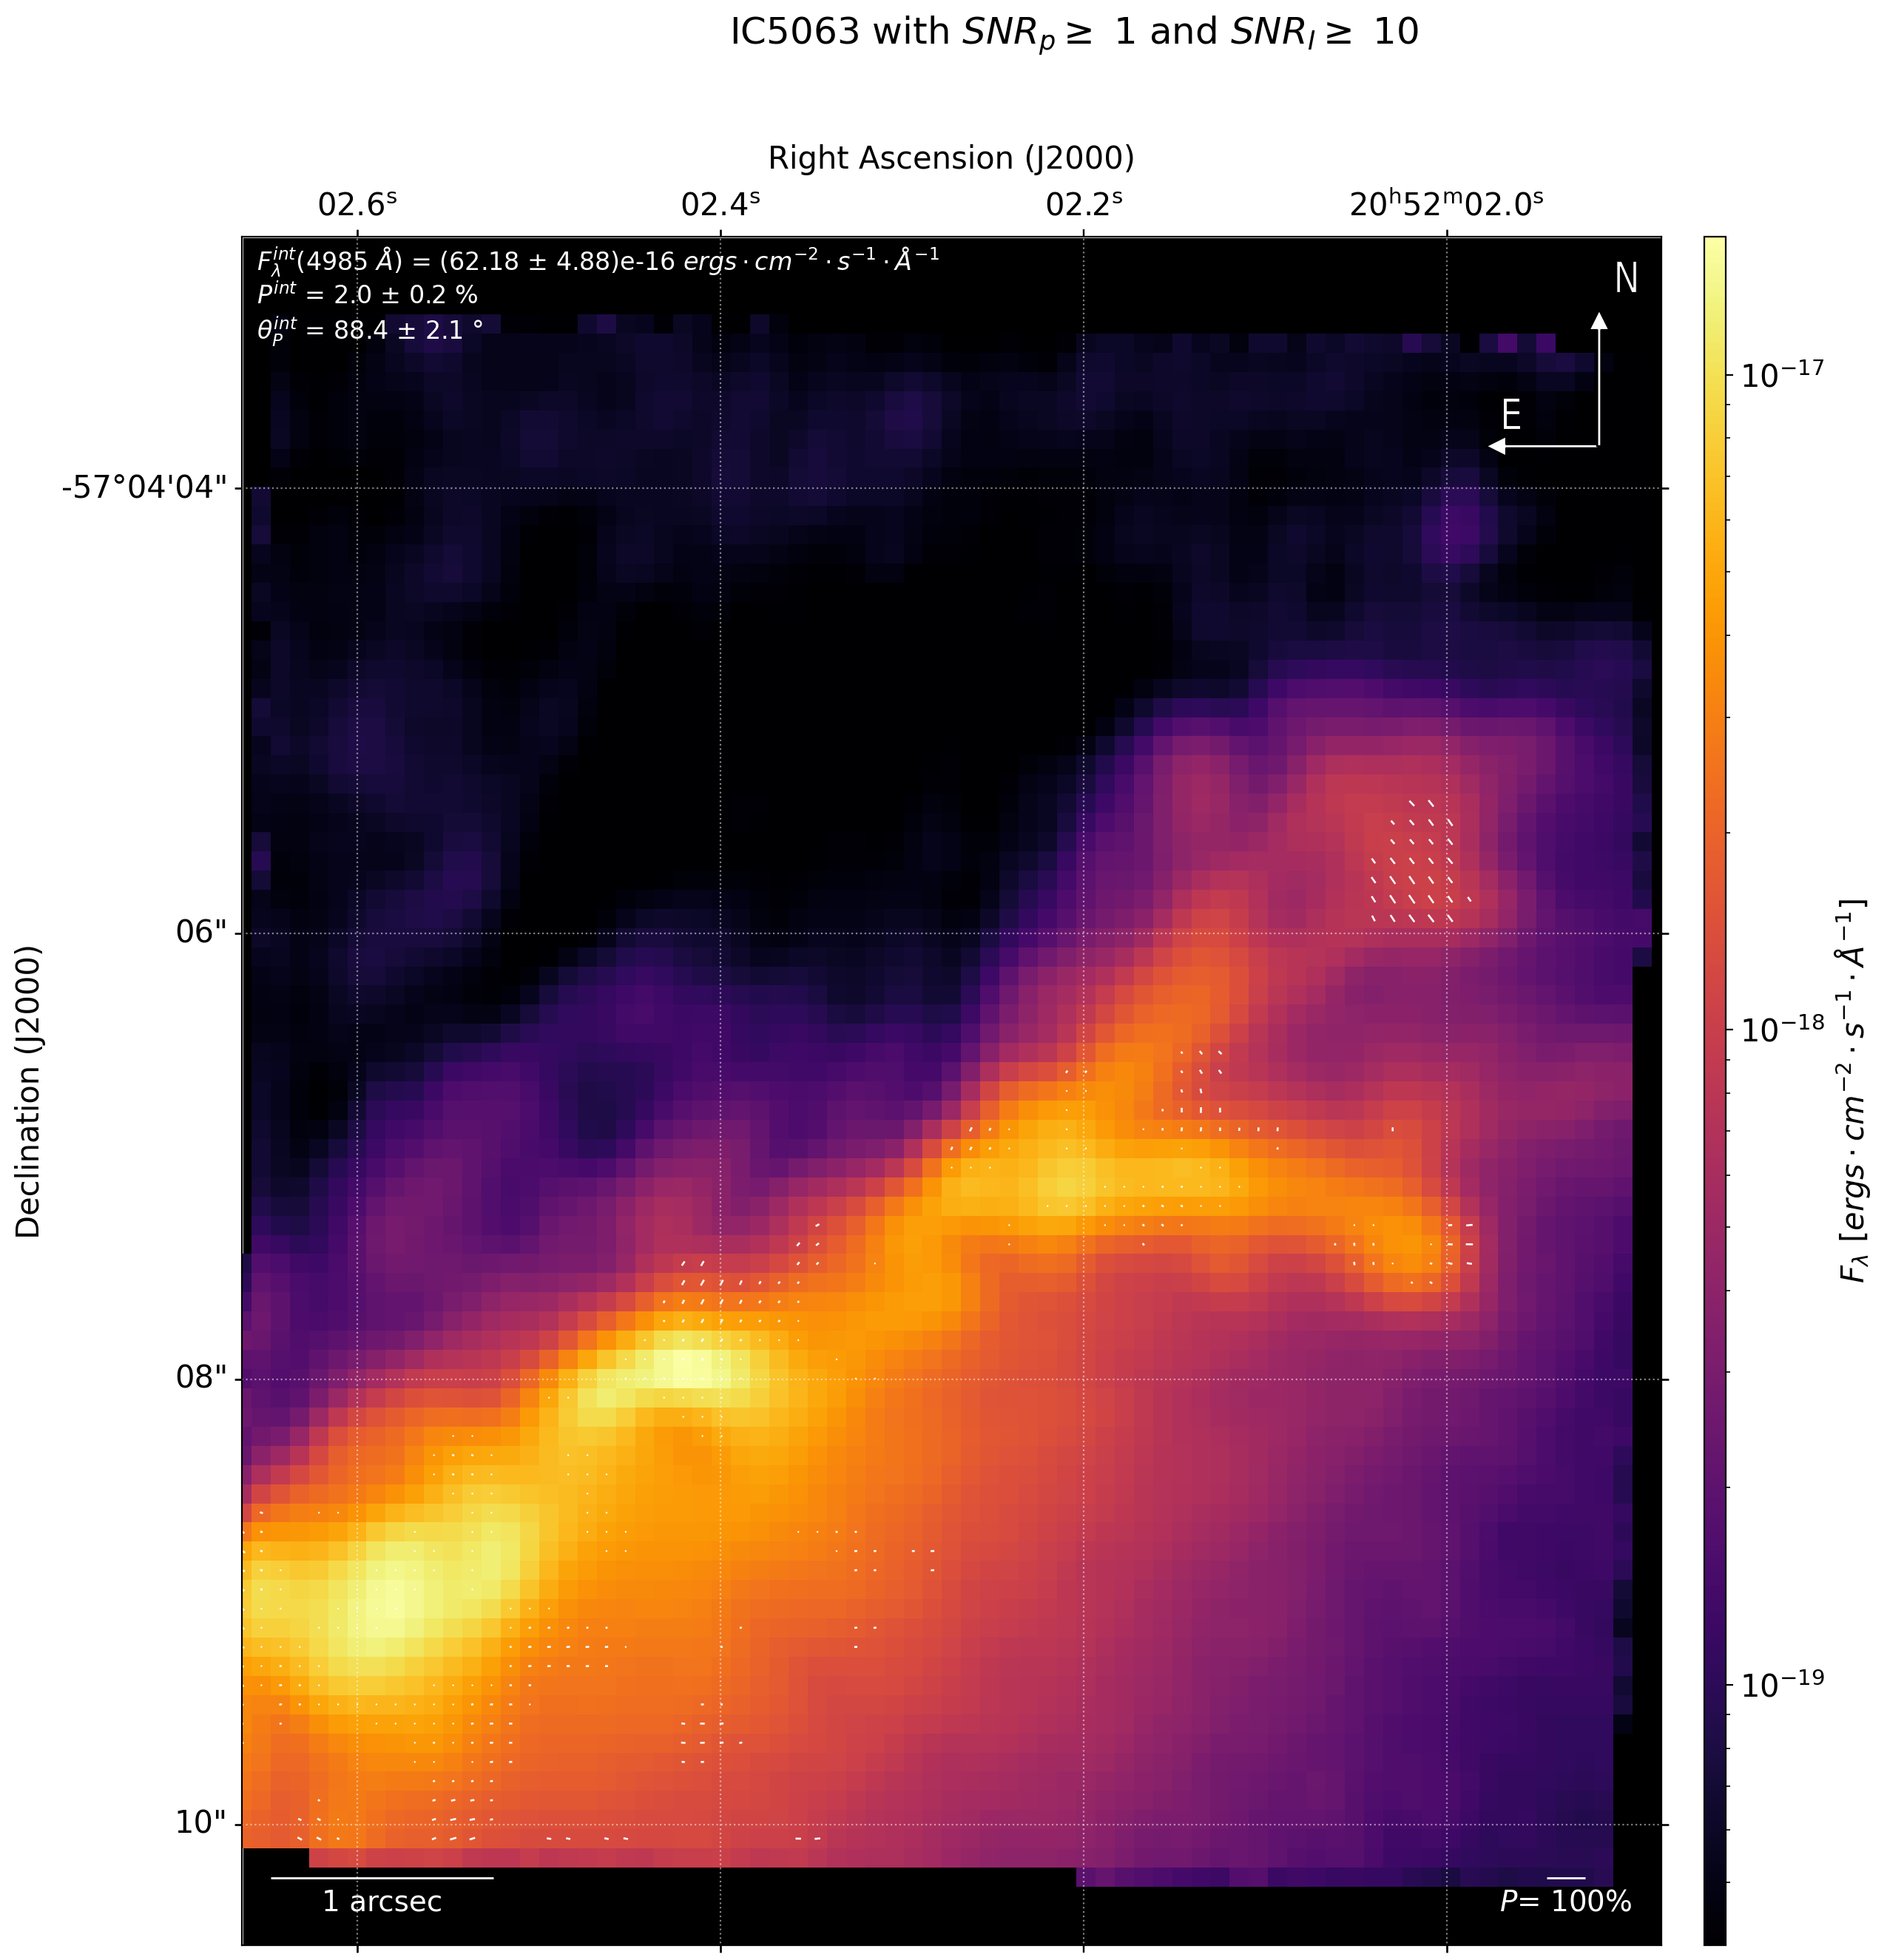 IC5063 with SNR_p ≥ 1 and SNR_I ≥ 10
Right Ascension (J2000)
02.6ˢ 02.4ˢ 02.2ˢ 20ʰ52ᵐ02.0ˢ
F_λ^int(4985 Å) = (62.18 ± 4.88)e-16 ergs · cm⁻² · s⁻¹ · Å⁻¹
P^int = 2.0 ± 0.2 %
θ_P^int = 88.4 ± 2.1 °
N
E
-57°04'04"
06"
08"
10"
Declination (J2000)
1 arcsec
P= 100%
10⁻¹⁷
10⁻¹⁸
10⁻¹⁹
F_λ [ergs · cm⁻² · s⁻¹ · Å⁻¹]